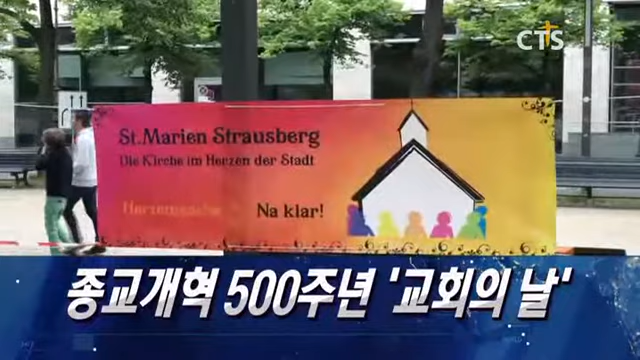 CTS
St.Marien Strausberg
Die Kirche im Herzen der Stadt
Herzenssache
Na klar!
종교개혁 500주년 '교회의 날'